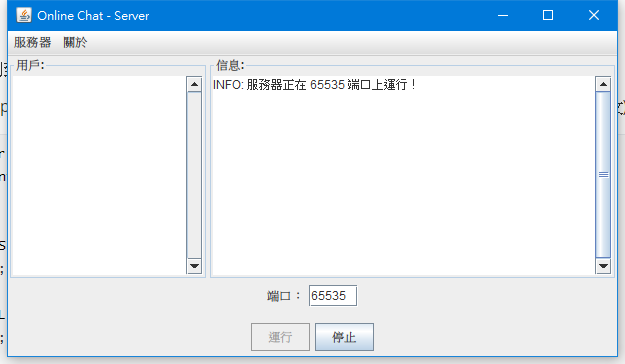 Online Chat - Server
服務器 關於
用戶: 信息:
INFO: 服務器正在 65535 端口上運行！
端口： 65535
運行 停止